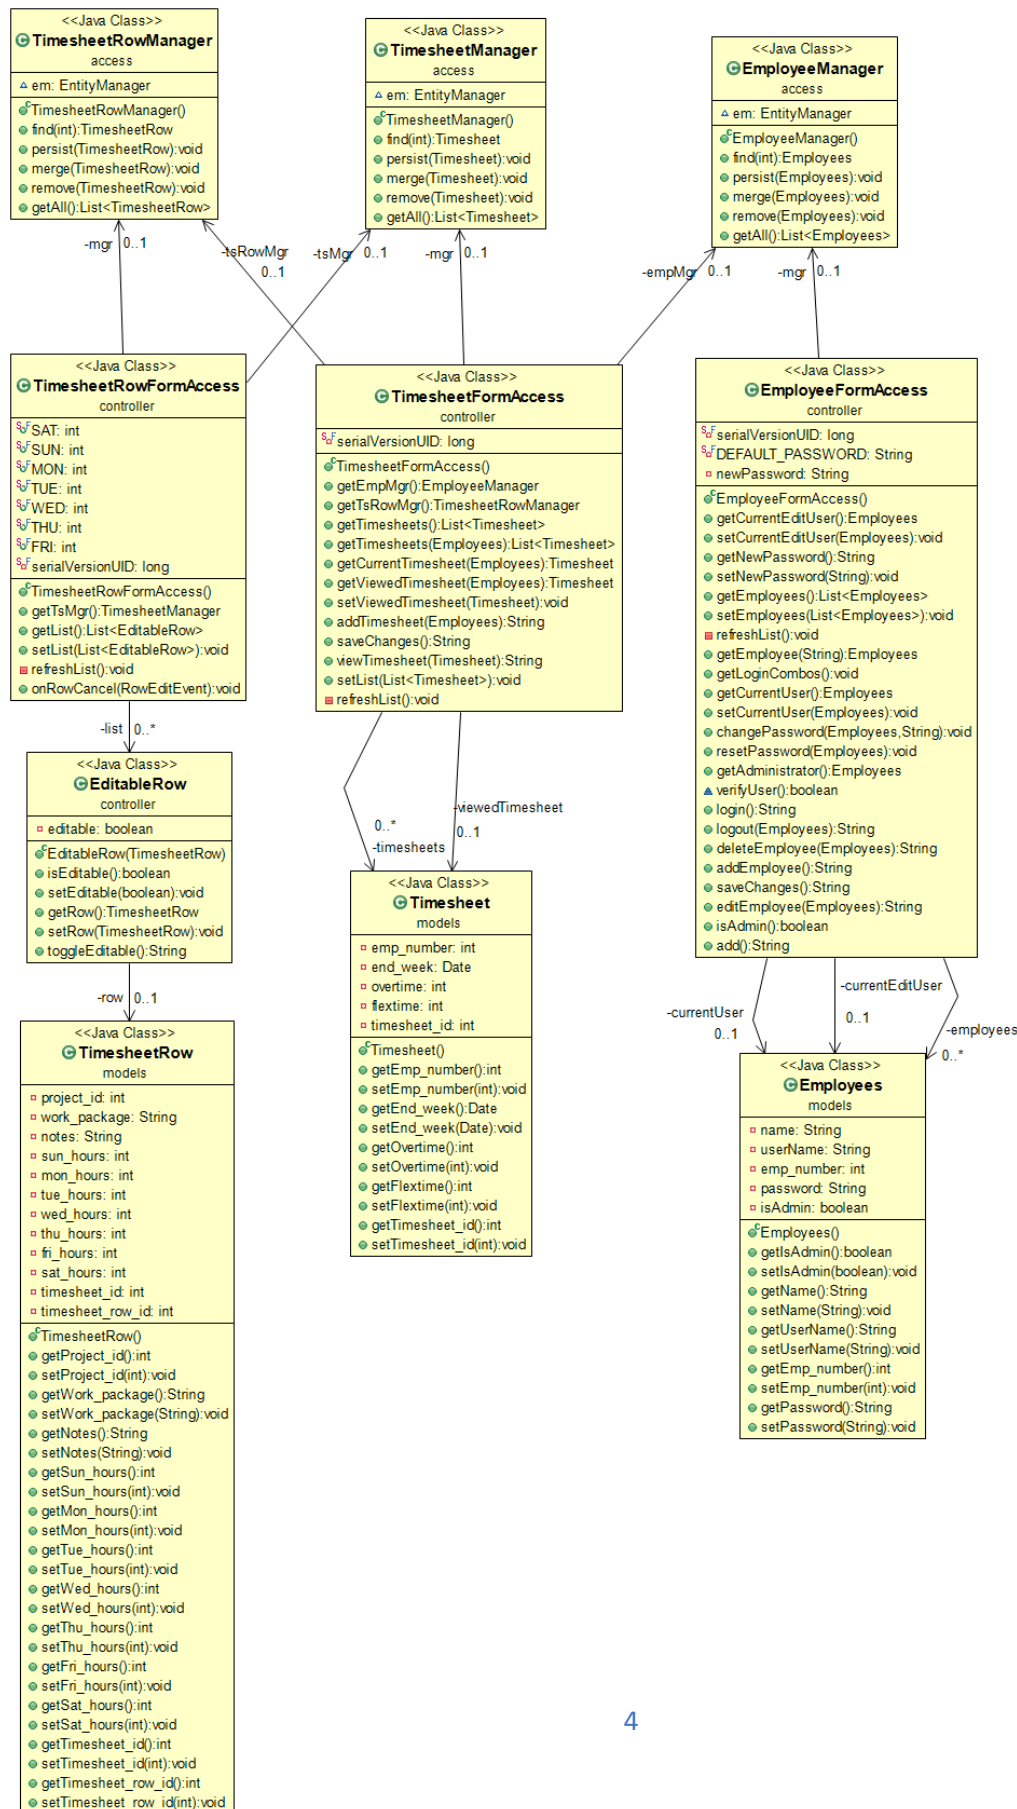 <<Java Class>>
TimesheetRowManager
access
em: EntityManager
TimesheetRowManager()
find(int):TimesheetRow
persist(TimesheetRow):void
merge(TimesheetRow):void
remove(TimesheetRow):void
getAll():List<TimesheetRow>
<<Java Class>>
TimesheetManager
access
em: EntityManager
TimesheetManager()
find(int):Timesheet
persist(Timesheet):void
merge(Timesheet):void
remove(Timesheet):void
getAll():List<Timesheet>
<<Java Class>>
EmployeeManager
access
em: EntityManager
EmployeeManager()
find(int):Employees
persist(Employees):void
merge(Employees):void
remove(Employees):void
getAll():List<Employees>
-mgr 0..1
-tsRowMgr
0..1
-tsMgr 0..1
-mgr 0..1
-empMgr 0..1
-mgr 0..1
<<Java Class>>
TimesheetRowFormAccess
controller
SAT: int
SUN: int
MON: int
TUE: int
WED: int
THU: int
FRI: int
serialVersionUID: long
TimesheetRowFormAccess()
getTsMgr():TimesheetManager
getList():List<EditableRow>
setList(List<EditableRow>):void
refreshList():void
onRowCancel(RowEditEvent):void
<<Java Class>>
TimesheetFormAccess
controller
serialVersionUID: long
TimesheetFormAccess()
getEmpMgr():EmployeeManager
getTsRowMgr():TimesheetRowManager
getTimesheets():List<Timesheet>
getTimesheets(Employees):List<Timesheet>
getCurrentTimesheet(Employees):Timesheet
getViewedTimesheet(Employees):Timesheet
setViewedTimesheet(Timesheet):void
addTimesheet(Employees):String
saveChanges():String
viewTimesheet(Timesheet):String
setList(List<Timesheet>):void
refreshList():void
<<Java Class>>
EmployeeFormAccess
controller
serialVersionUID: long
DEFAULT_PASSWORD: String
newPassword: String
EmployeeFormAccess()
getCurrentEditUser():Employees
setCurrentEditUser(Employees):void
getNewPassword():String
setNewPassword(String):void
getEmployees():List<Employees>
setEmployees(List<Employees>):void
refreshList():void
getEmployee(String):Employees
getLoginCombos():void
getCurrentUser():Employees
setCurrentUser(Employees):void
changePassword(Employees,String):void
resetPassword(Employees):void
getAdministrator():Employees
verifyUser():boolean
login():String
logout(Employees):String
deleteEmployee(Employees):String
addEmployee():String
saveChanges():String
editEmployee(Employees):String
isAdmin():boolean
add():String
-list 0..*
<<Java Class>>
EditableRow
controller
editable: boolean
EditableRow(TimesheetRow)
isEditable():boolean
setEditable(boolean):void
getRow():TimesheetRow
setRow(TimesheetRow):void
toggleEditable():String
0..*
-timesheets
-viewedTimesheet
0..1
<<Java Class>>
Timesheet
models
emp_number: int
end_week: Date
overtime: int
flextime: int
timesheet_id: int
Timesheet()
getEmp_number():int
setEmp_number(int):void
getEnd_week():Date
setEnd_week(Date):void
getOvertime():int
setOvertime(int):void
getFlextime():int
setFlextime(int):void
getTimesheet_id():int
setTimesheet_id(int):void
-currentUser
0..1
-currentEditUser
0..1
-employees
0..*
<<Java Class>>
Employees
models
name: String
userName: String
emp_number: int
password: String
isAdmin: boolean
Employees()
getIsAdmin():boolean
setIsAdmin(boolean):void
getName():String
setName(String):void
getUserName():String
setUserName(String):void
getEmp_number():int
setEmp_number(int):void
getPassword():String
setPassword(String):void
-row 0..1
<<Java Class>>
TimesheetRow
models
project_id: int
work_package: String
notes: String
sun_hours: int
mon_hours: int
tue_hours: int
wed_hours: int
thu_hours: int
fri_hours: int
sat_hours: int
timesheet_id: int
timesheet_row_id: int
TimesheetRow()
getProject_id():int
setProject_id(int):void
getWork_package():String
setWork_package(String):void
getNotes():String
setNotes(String):void
getSun_hours():int
setSun_hours(int):void
getMon_hours():int
setMon_hours(int):void
getTue_hours():int
setTue_hours(int):void
getWed_hours():int
setWed_hours(int):void
getThu_hours():int
setThu_hours(int):void
getFri_hours():int
setFri_hours(int):void
getSat_hours():int
setSat_hours(int):void
getTimesheet_id():int
setTimesheet_id(int):void
getTimesheet_row_id():int
setTimesheet_row_id(int):void
4